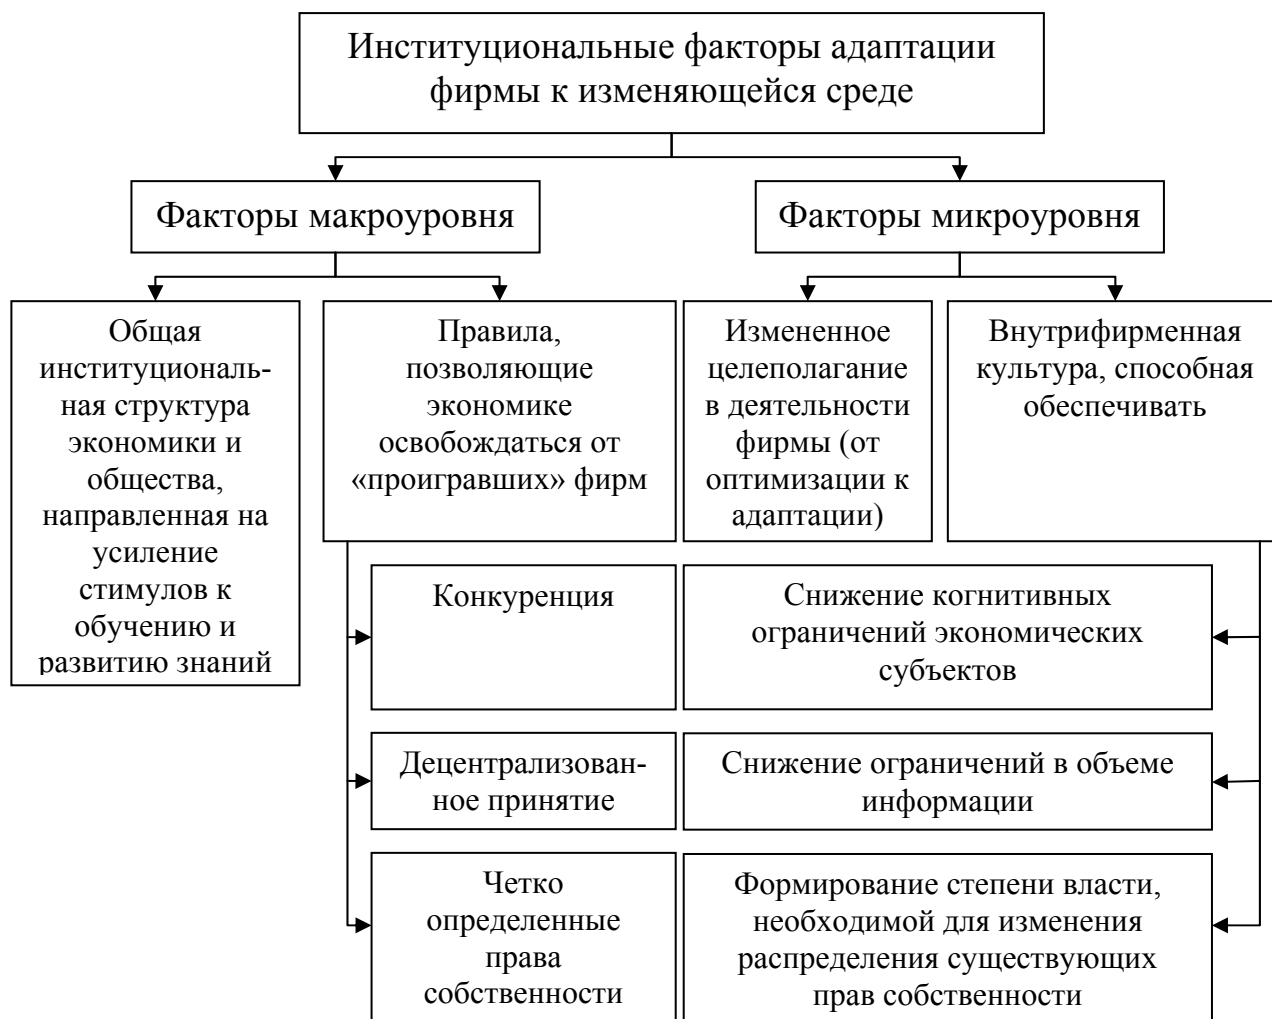 Институциональные факторы адаптации
фирмы к изменяющейся среде
Факторы макроуровня
Факторы микроуровня
Общая
институциональ-
ная структура
экономики и
общества,
направленная на
усиление
стимулов к
обучению и
развитию знаний
Правила,
позволяющие
экономике
освобождаться от
«проигравших» фирм
Измененное
целеполагание
в деятельности
фирмы (от
оптимизации к
адаптации)
Внутрифирменная
культура, способная
обеспечивать
Конкуренция
Снижение когнитивных
ограничений экономических
субъектов
Децентрализован-
ное принятие
Снижение ограничений в объеме
информации
Четко
определенные
права
собственности
Формирование степени власти,
необходимой для изменения
распределения существующих
прав собственности